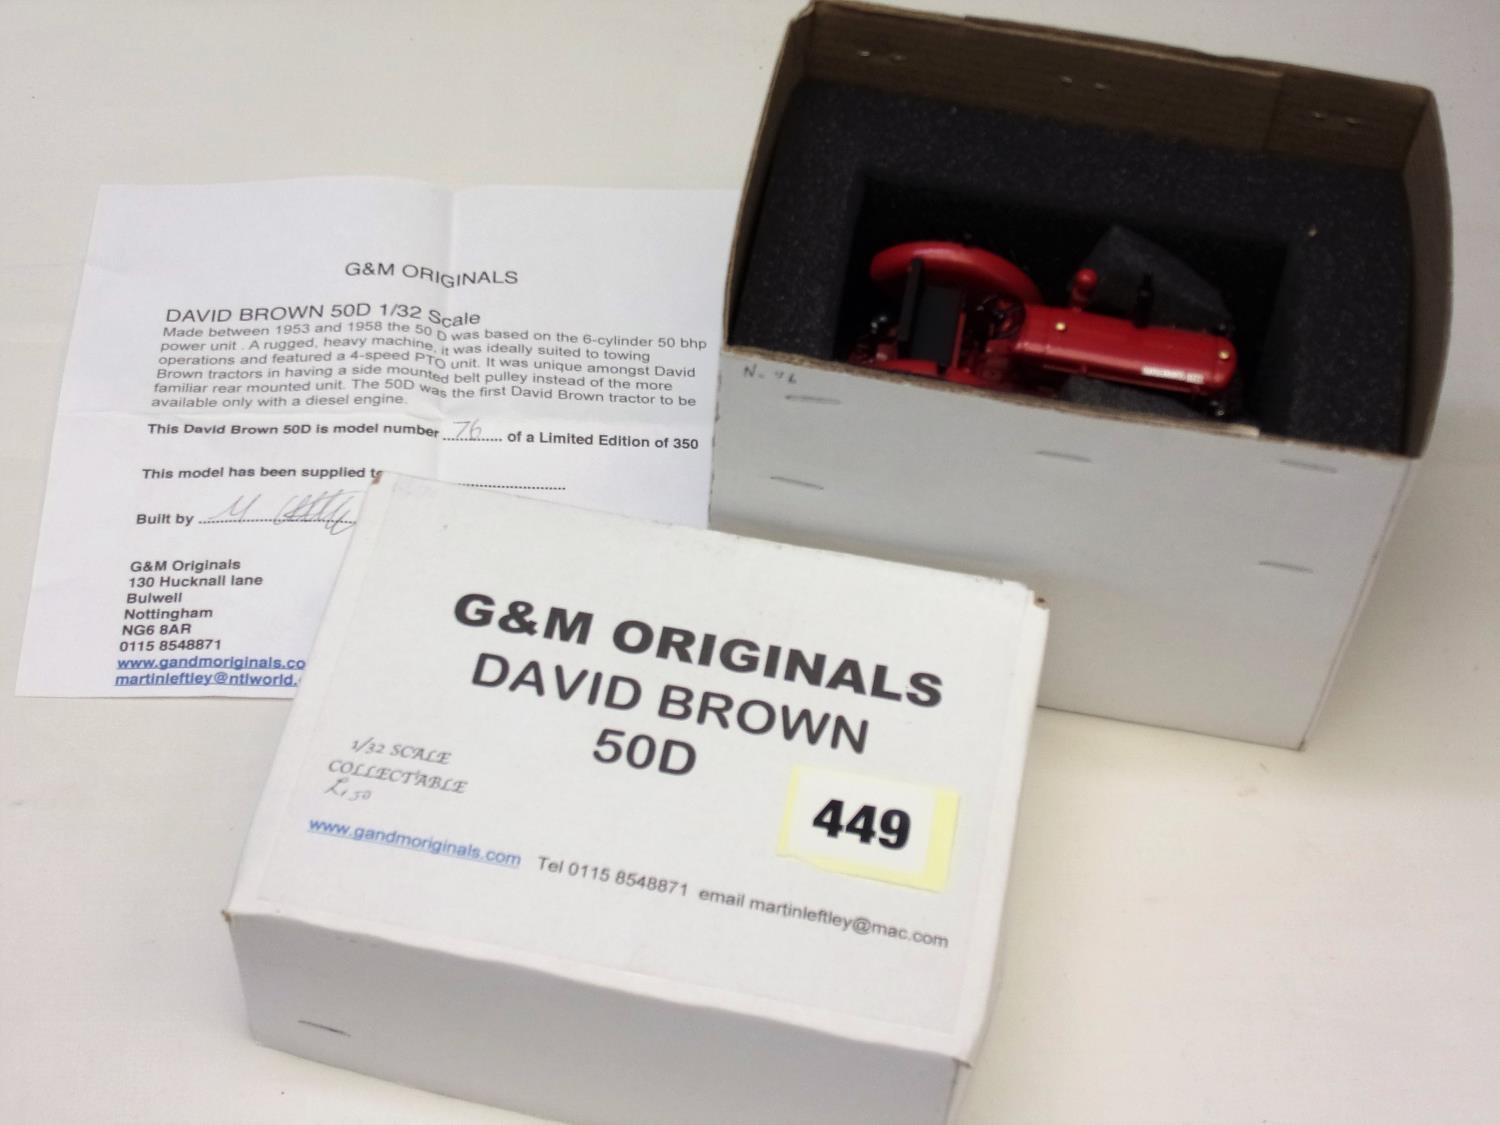 G&M ORIGINALS
DAVID BROWN 50D 1/32 Scale
Made between 1953 and 1958 the 50 D was based on the 6-cylinder 50 bhp
power unit . A rugged, heavy machine, it was ideally suited to towing
operations and featured a 4-speed PTO unit. It was unique amongst David
Brown tractors in having a side mounted belt pulley instead of the more
familiar rear mounted unit. The 50D was the first David Brown tractor to be
available only with a diesel engine.
This David Brown 50D is model number 76 of a Limited Edition of 350
This model has been supplied to
Built by
G&M Originals
130 Hucknall lane
Bulwell
Nottingham
NG6 8AR
0115 8548871
www.gandmoriginals.co
martinleftley@ntlworld.
G&M ORIGINALS
DAVID BROWN
50D
1/32 SCALE
COLLECTABLE
449
www.gandmoriginals.com Tel 0115 8548871 email martinleftley@mac.com